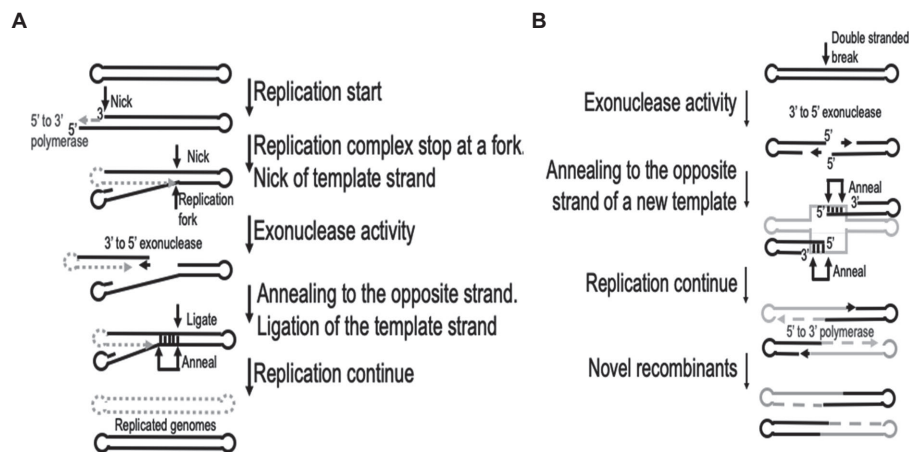 A
Nick
3'
5' to 3'
5'
polymerase
Replication start
Nick
Replication complex stop at a fork.
Nick of template strand
Replication
fork
3' to 5' exonuclease
Exonuclease activity
Annealing to the opposite strand.
Ligation of the template strand
Ligate
Anneal
Replication continue
Replicated genomes
B
Double stranded
break
Exonuclease activity
3' to 5' exonuclease
5'
5'
Annealing to the opposite
strand of a new template
Anneal
3'
5'
5'
3'
Anneal
Replication continue
5' to 3' polymerase
Novel recombinants